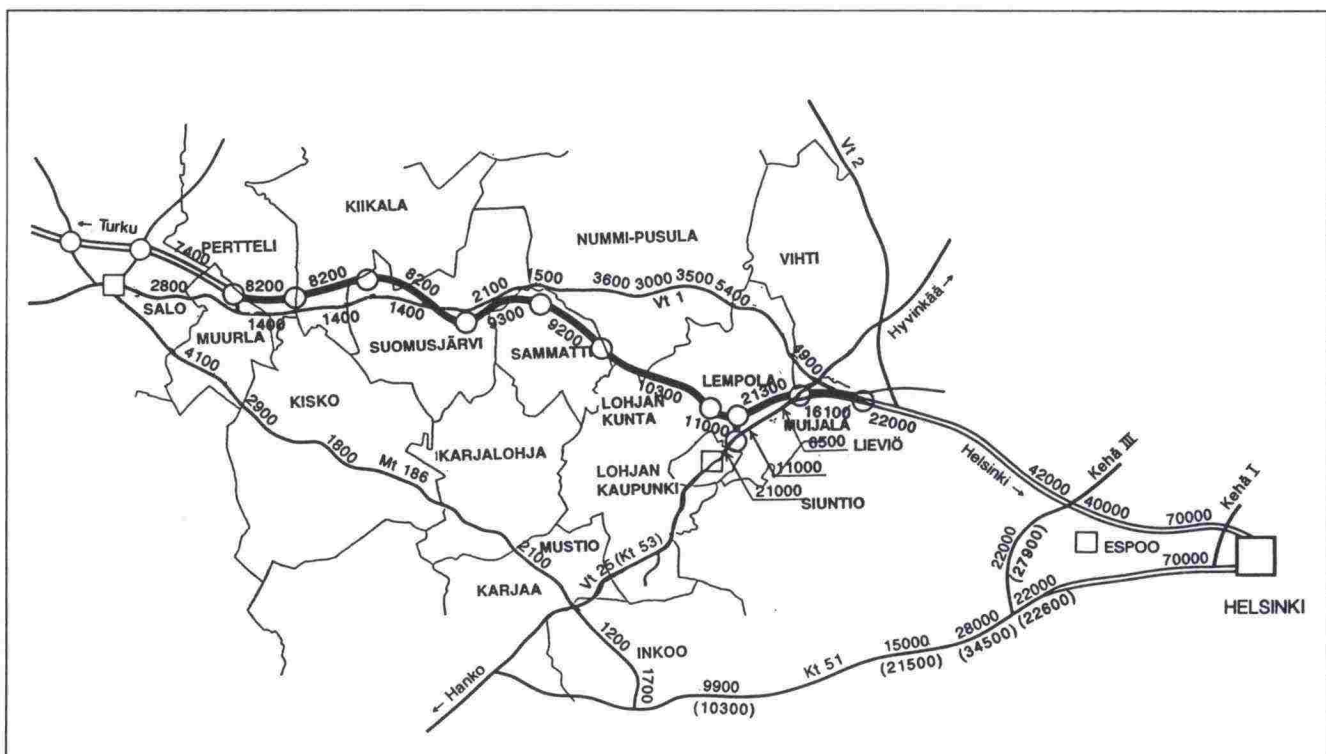 Vt 2
KIIKALA
← Turku
PERTTELI
NUMMI-PUSULA
VIHTI
Hyvinkää →
7400
8200
8200
8200
2100
1500
3600
3000
3500
5400
Vt 1
2800
SALO
1400
1400
1400
9300
9200
MUURLA
SUOMUSJÄRVI
SAMMATTI
4900
4100
2900
KISKO
10300
LEMPOLA
21300
LOHJAN
KUNTA
11000
MUIJALA
16100
22000
6500
LIEVIÖ
1800
Mt 186
KARJALOHJA
LOHJAN
KAUPUNKI
11000
21000
SIUNTIO
Helsinki →
42000
Kehä III
40000
70000
Kehä I
ESPOO
22000
(27900)
70000
HELSINKI
2100
MUSTIO
Vt 25 (Kt 53)
KARJAA
22000
(22600)
28000
(34500)
1200
INKOO
15000
(21500)
Kt 51
← Hanko
1700
9900
(10300)